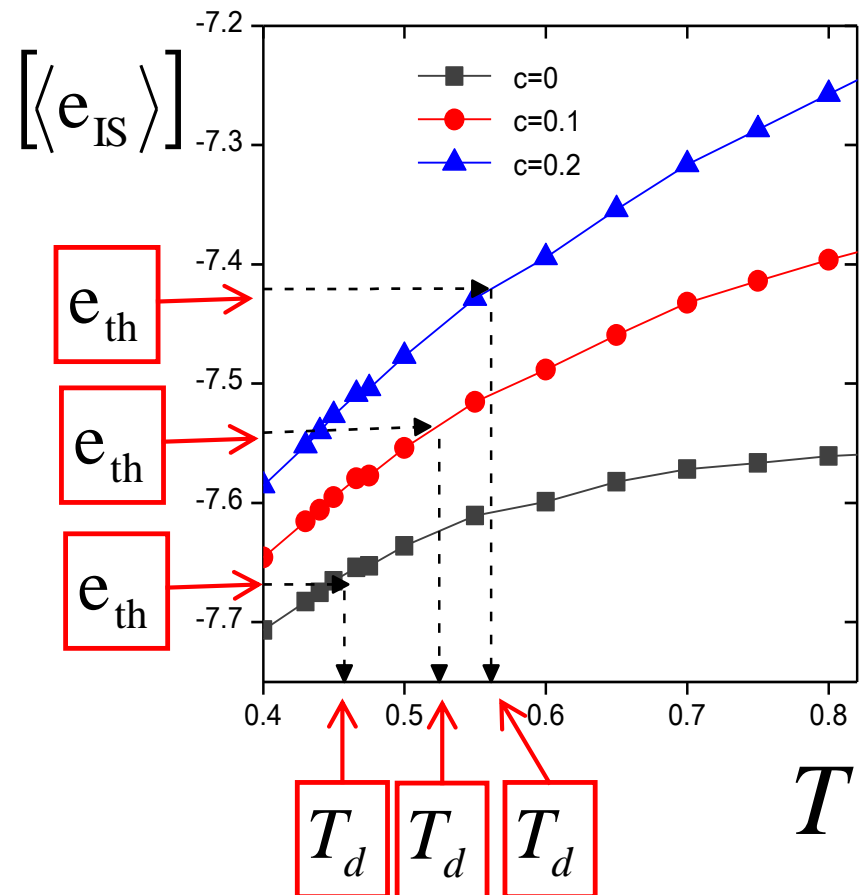 [⟨e_IS⟩]
-7.2
-7.3
-7.4
-7.5
-7.6
-7.7
c=0
c=0.1
c=0.2
e_th
e_th
e_th
0.4 0.5 0.6 0.7 0.8
T_d T_d T_d
T